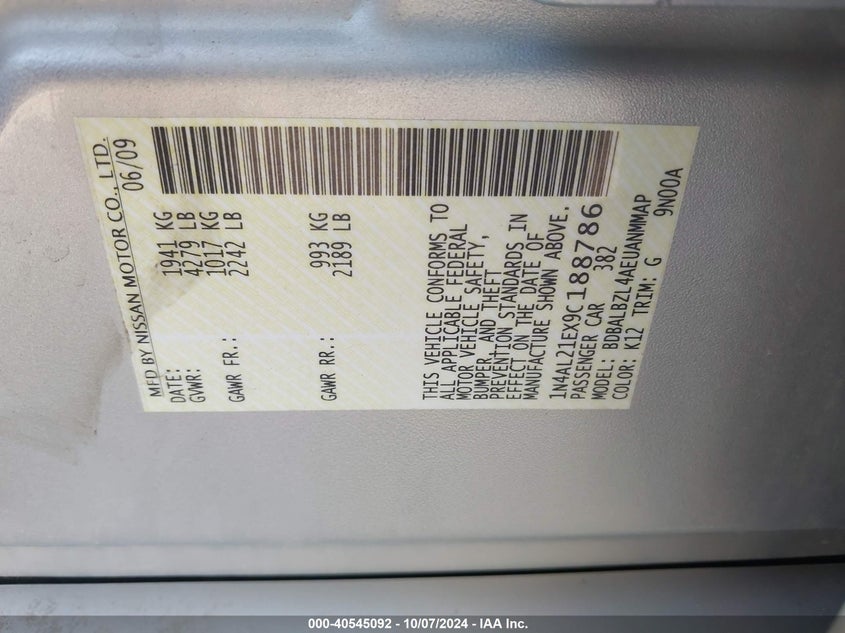 MFD BY NISSAN MOTOR CO., LTD.
DATE: 06/09
GVWR: 1941 KG
4279 LB
GAWR FR.: 1017 KG
2242 LB
GAWR RR.: 993 KG
2189 LB
THIS VEHICLE CONFORMS TO
ALL APPLICABLE FEDERAL
MOTOR VEHICLE SAFETY,
BUMPER, AND THEFT
PREVENTION STANDARDS IN
EFFECT ON THE DATE OF
MANUFACTURE SHOWN ABOVE.
1N4AL21EX9C188786
PASSENGER CAR 382
MODEL: BDBALBZL4AEUANMMAP
COLOR: K12 TRIM: G 9N00A
000-40545092 - 10/07/2024 - IAA Inc.